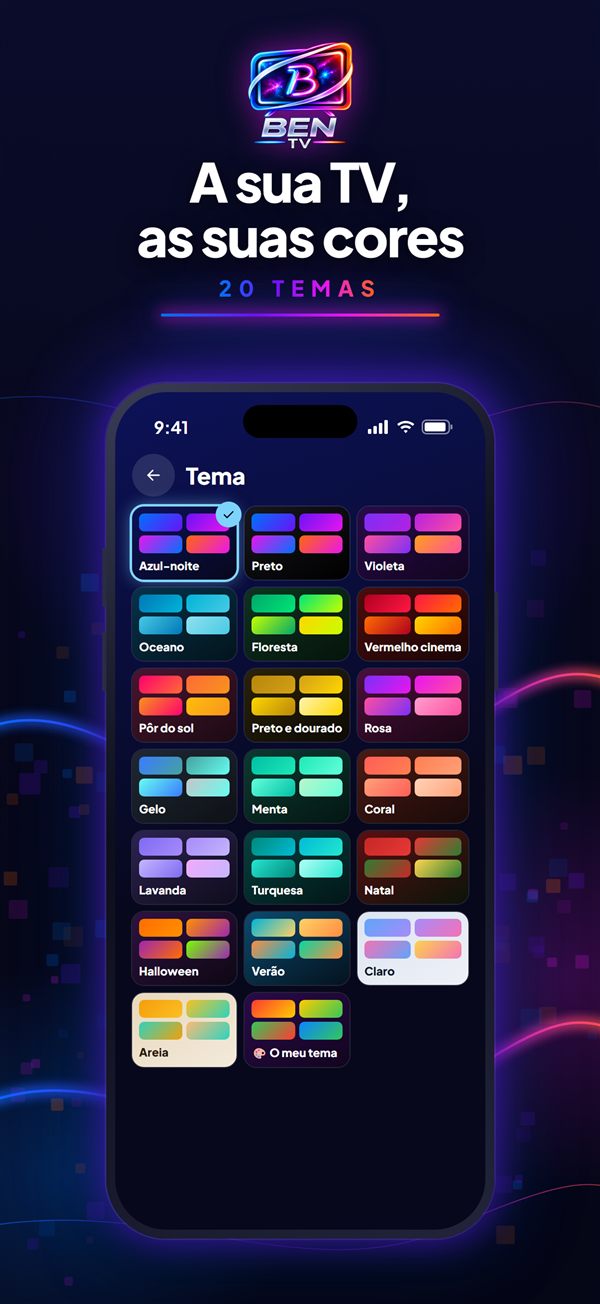 B
BEN
TV
A sua TV,
as suas cores
20 TEMAS
9:41
Tema
Azul-noite
Preto
Violeta
Oceano
Floresta
Vermelho cinema
Pôr do sol
Preto e dourado
Rosa
Gelo
Menta
Coral
Lavanda
Turquesa
Natal
Halloween
Verão
Claro
Areia
O meu tema